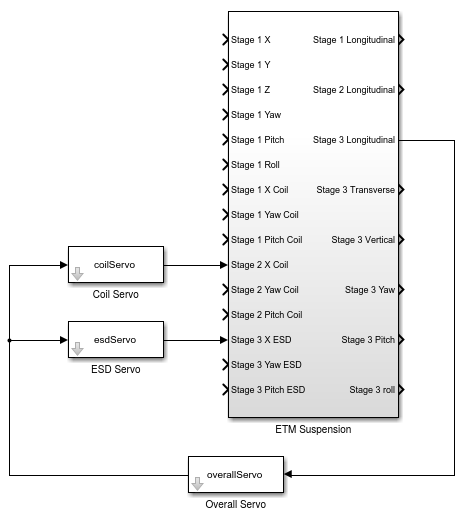 Stage 1 X
Stage 1 Longitudinal
Stage 1 Y
Stage 1 Z
Stage 2 Longitudinal
Stage 1 Yaw
Stage 1 Pitch
Stage 3 Longitudinal
Stage 1 Roll
Stage 1 X Coil
Stage 3 Transverse
Stage 1 Yaw Coil
Stage 1 Pitch Coil
Stage 3 Vertical
coilServo
Stage 2 X Coil
Coil Servo
Stage 2 Yaw Coil
Stage 3 Yaw
Stage 2 Pitch Coil
esdServo
Stage 3 X ESD
Stage 3 Pitch
ESD Servo
Stage 3 Yaw ESD
Stage 3 Pitch ESD
Stage 3 roll
ETM Suspension
overallServo
Overall Servo